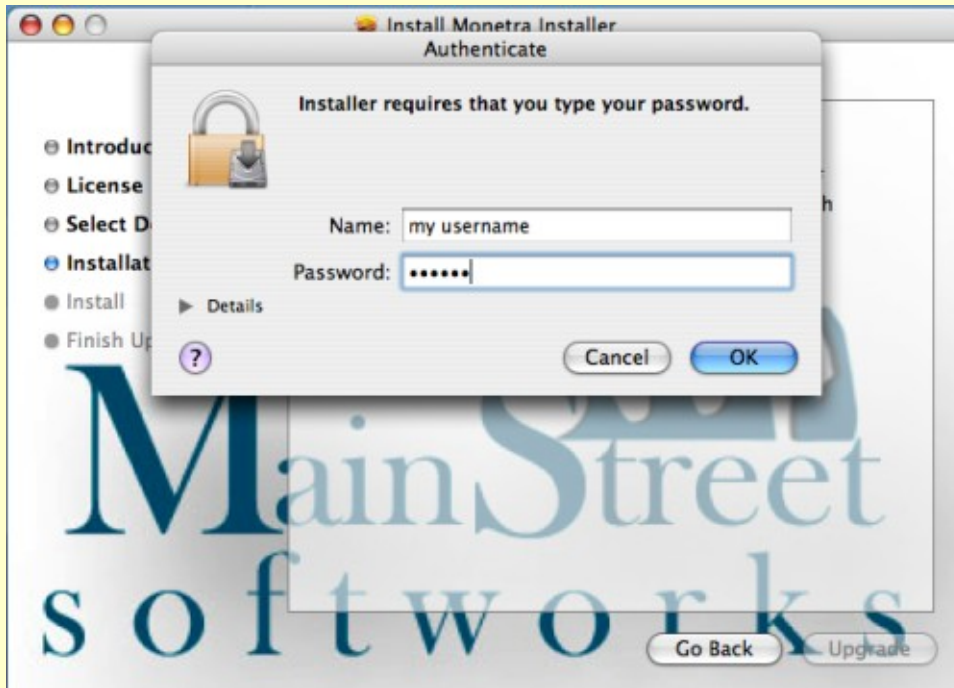 Install Monetra Installer
Authenticate
Installer requires that you type your password.
Introduc
License
Select D
Installat
Install
Finish Up
h
Name: my username
Password: ••••••
Details
?
Cancel
OK
MainStreet
softworks
Go Back
Upgrade